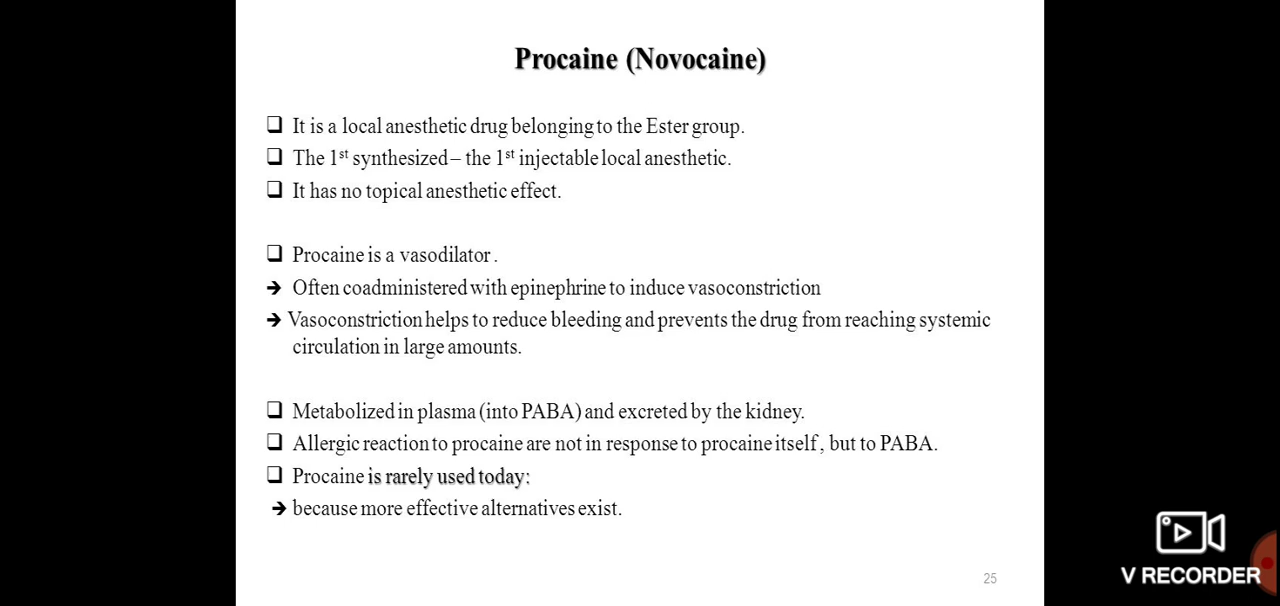 Procaine (Novocaine)
❑ It is a local anesthetic drug belonging to the Ester group.
❑ The 1st synthesized – the 1st injectable local anesthetic.
❑ It has no topical anesthetic effect.
❑ Procaine is a vasodilator .
➔ Often coadministered with epinephrine to induce vasoconstriction
➔ Vasoconstriction helps to reduce bleeding and prevents the drug from reaching systemic
circulation in large amounts.
❑ Metabolized in plasma (into PABA) and excreted by the kidney.
❑ Allergic reaction to procaine are not in response to procaine itself , but to PABA.
❑ Procaine is rarely used today:
➔ because more effective alternatives exist.
25
V RECORDER